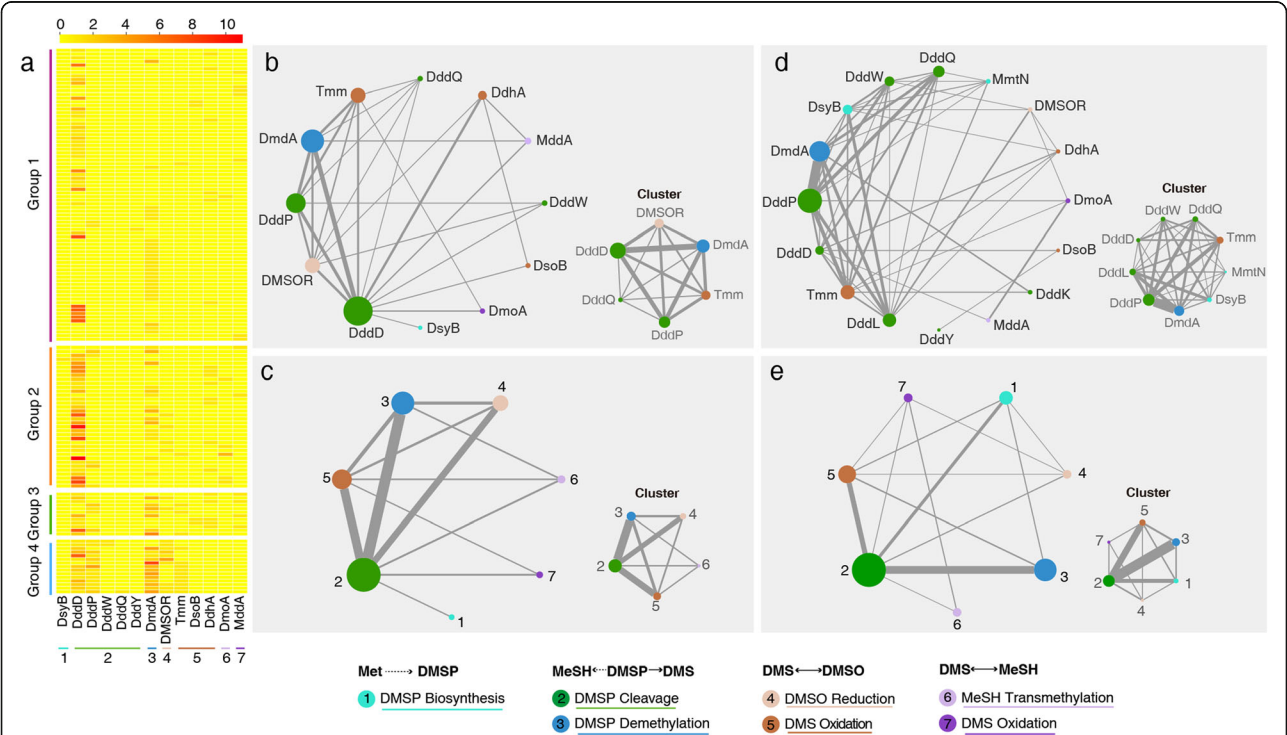 0 2 4 6 8 10
a
Group 1
Group 2
Group 3
Group 4
DsyB
DddD
DddP
DddW
DddQ
DddY
DmdA
DMSOR
Tmm
DsoB
DdhA
DmoA
MddA
1 2 3 4 5 6 7
b
DddQ
Tmm
DdhA
DmdA
MddA
DddP
DddW
DMSOR
DsoB
DddD
DmoA
DsyB
Cluster
DMSOR
DddD
DmdA
DddQ
Tmm
DddP
d
DddQ
DddW
MmtN
DsyB
DMSOR
DmdA
DdhA
DddP
DmoA
DddD
DsoB
Tmm
DddK
DddL
MddA
DddY
Cluster
DddW DddQ
DddD
Tmm
DddL
MmtN
DddP
DsyB
DmdA
c
4
3
5
6
2
7
1
Cluster
3
4
2
6
5
e
7
1
5
4
2
3
6
Cluster
5
7
3
2
1
4
Met DMSP
1 DMSP Biosynthesis
MeSH DMSP DMS
2 DMSP Cleavage
3 DMSP Demethylation
DMS DMSO
4 DMSO Reduction
5 DMS Oxidation
DMS MeSH
6 MeSH Transmethylation
7 DMS Oxidation